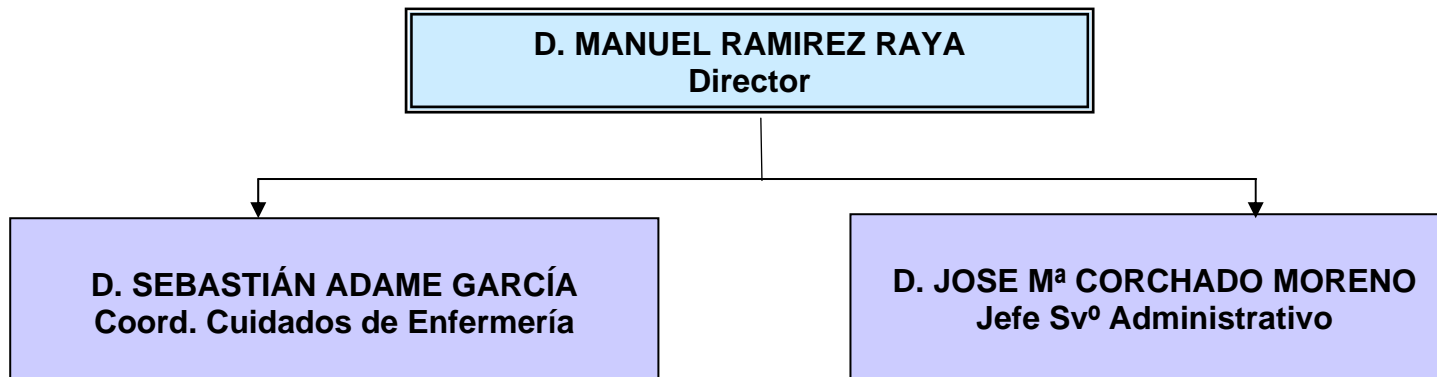 D. MANUEL RAMIREZ RAYA
Director
D. SEBASTIÁN ADAME GARCÍA
Coord. Cuidados de Enfermería
D. JOSE Mª CORCHADO MORENO
Jefe Svº Administrativo